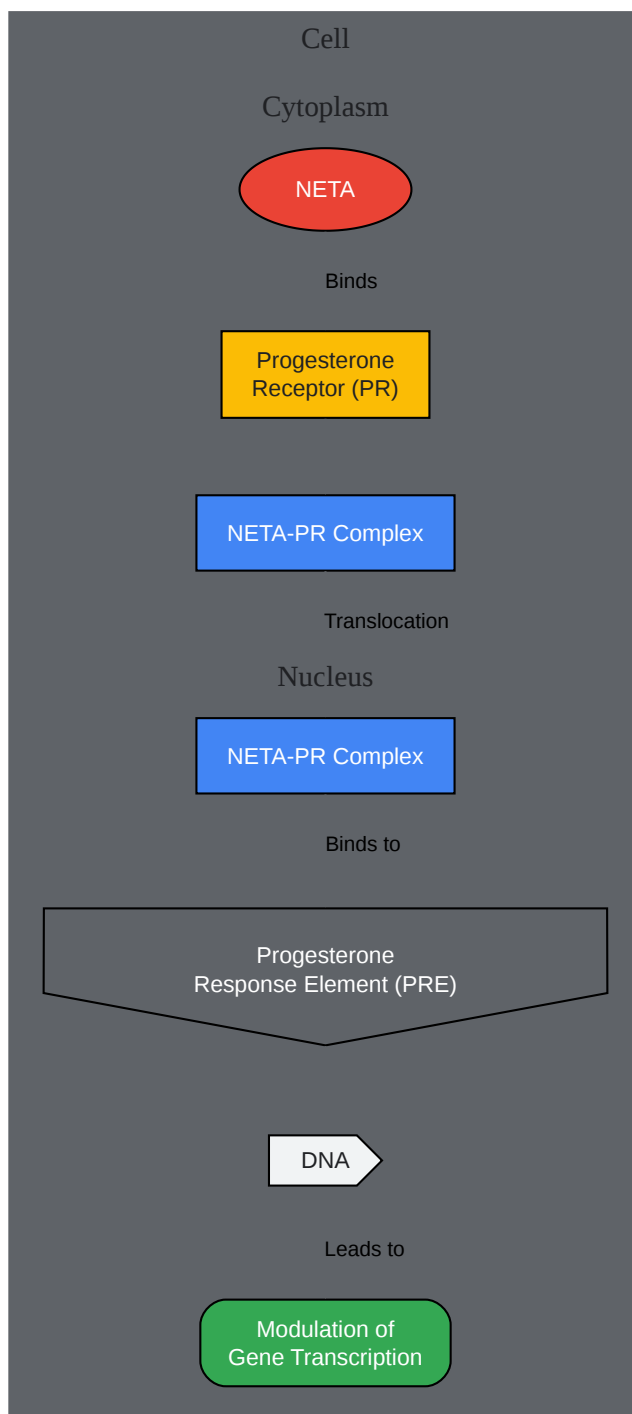 Cell
Cytoplasm
NETA
Binds
Progesterone
Receptor (PR)
NETA-PR Complex
Translocation
Nucleus
NETA-PR Complex
Binds to
Progesterone
Response Element (PRE)
DNA
Leads to
Modulation of
Gene Transcription